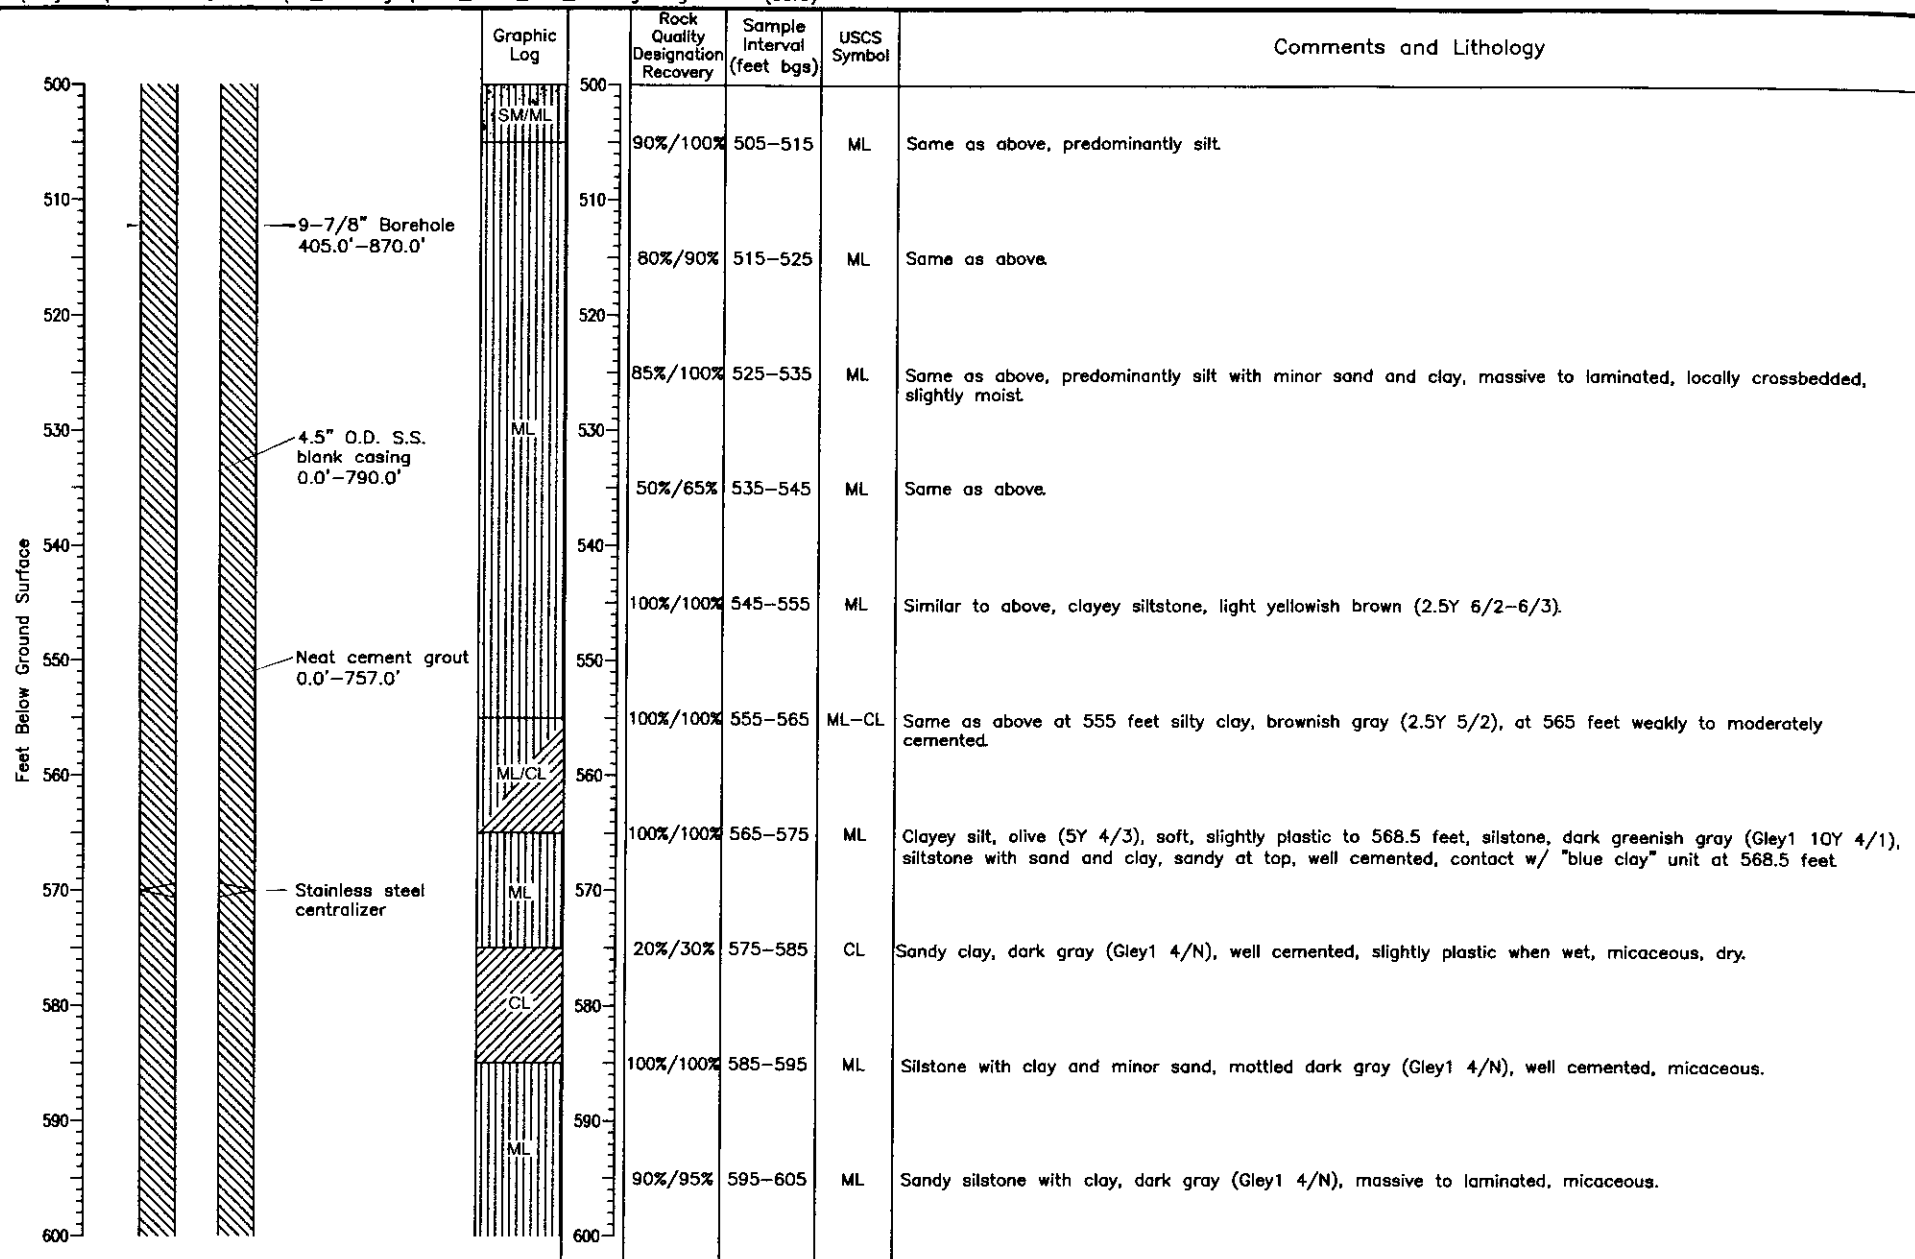 Graphic
Log
Rock
Quality
Designation
Recovery
Sample
Interval
(feet bgs)
USCS
Symbol
Comments and Lithology
Feet Below Ground Surface
500
510
520
530
540
550
560
570
580
590
600
9-7/8" Borehole
405.0'-870.0'
4.5" O.D. S.S.
blank casing
0.0'-790.0'
Neat cement grout
0.0'-757.0'
Stainless steel
centralizer
SM/ML
ML
ML/CL
ML
CL
ML
500
510
520
530
540
550
560
570
580
590
600
90%/100% 505-515 ML Same as above, predominantly silt.
80%/90% 515-525 ML Same as above.
85%/100% 525-535 ML Same as above, predominantly silt with minor sand and clay, massive to laminated, locally crossbedded,
slightly moist.
50%/65% 535-545 ML Same as above.
100%/100% 545-555 ML Similar to above, clayey siltstone, light yellowish brown (2.5Y 6/2-6/3).
100%/100% 555-565 ML-CL Same as above at 555 feet silty clay, brownish gray (2.5Y 5/2), at 565 feet weakly to moderately
cemented.
100%/100% 565-575 ML Clayey silt, olive (5Y 4/3), soft, slightly plastic to 568.5 feet, silstone, dark greenish gray (Gley1 10Y 4/1),
siltstone with sand and clay, sandy at top, well cemented, contact w/ "blue clay" unit at 568.5 feet.
20%/30% 575-585 CL Sandy clay, dark gray (Gley1 4/N), well cemented, slightly plastic when wet, micaceous, dry.
100%/100% 585-595 ML Silstone with clay and minor sand, mottled dark gray (Gley1 4/N), well cemented, micaceous.
90%/95% 595-605 ML Sandy silstone with clay, dark gray (Gley1 4/N), massive to laminated, micaceous.